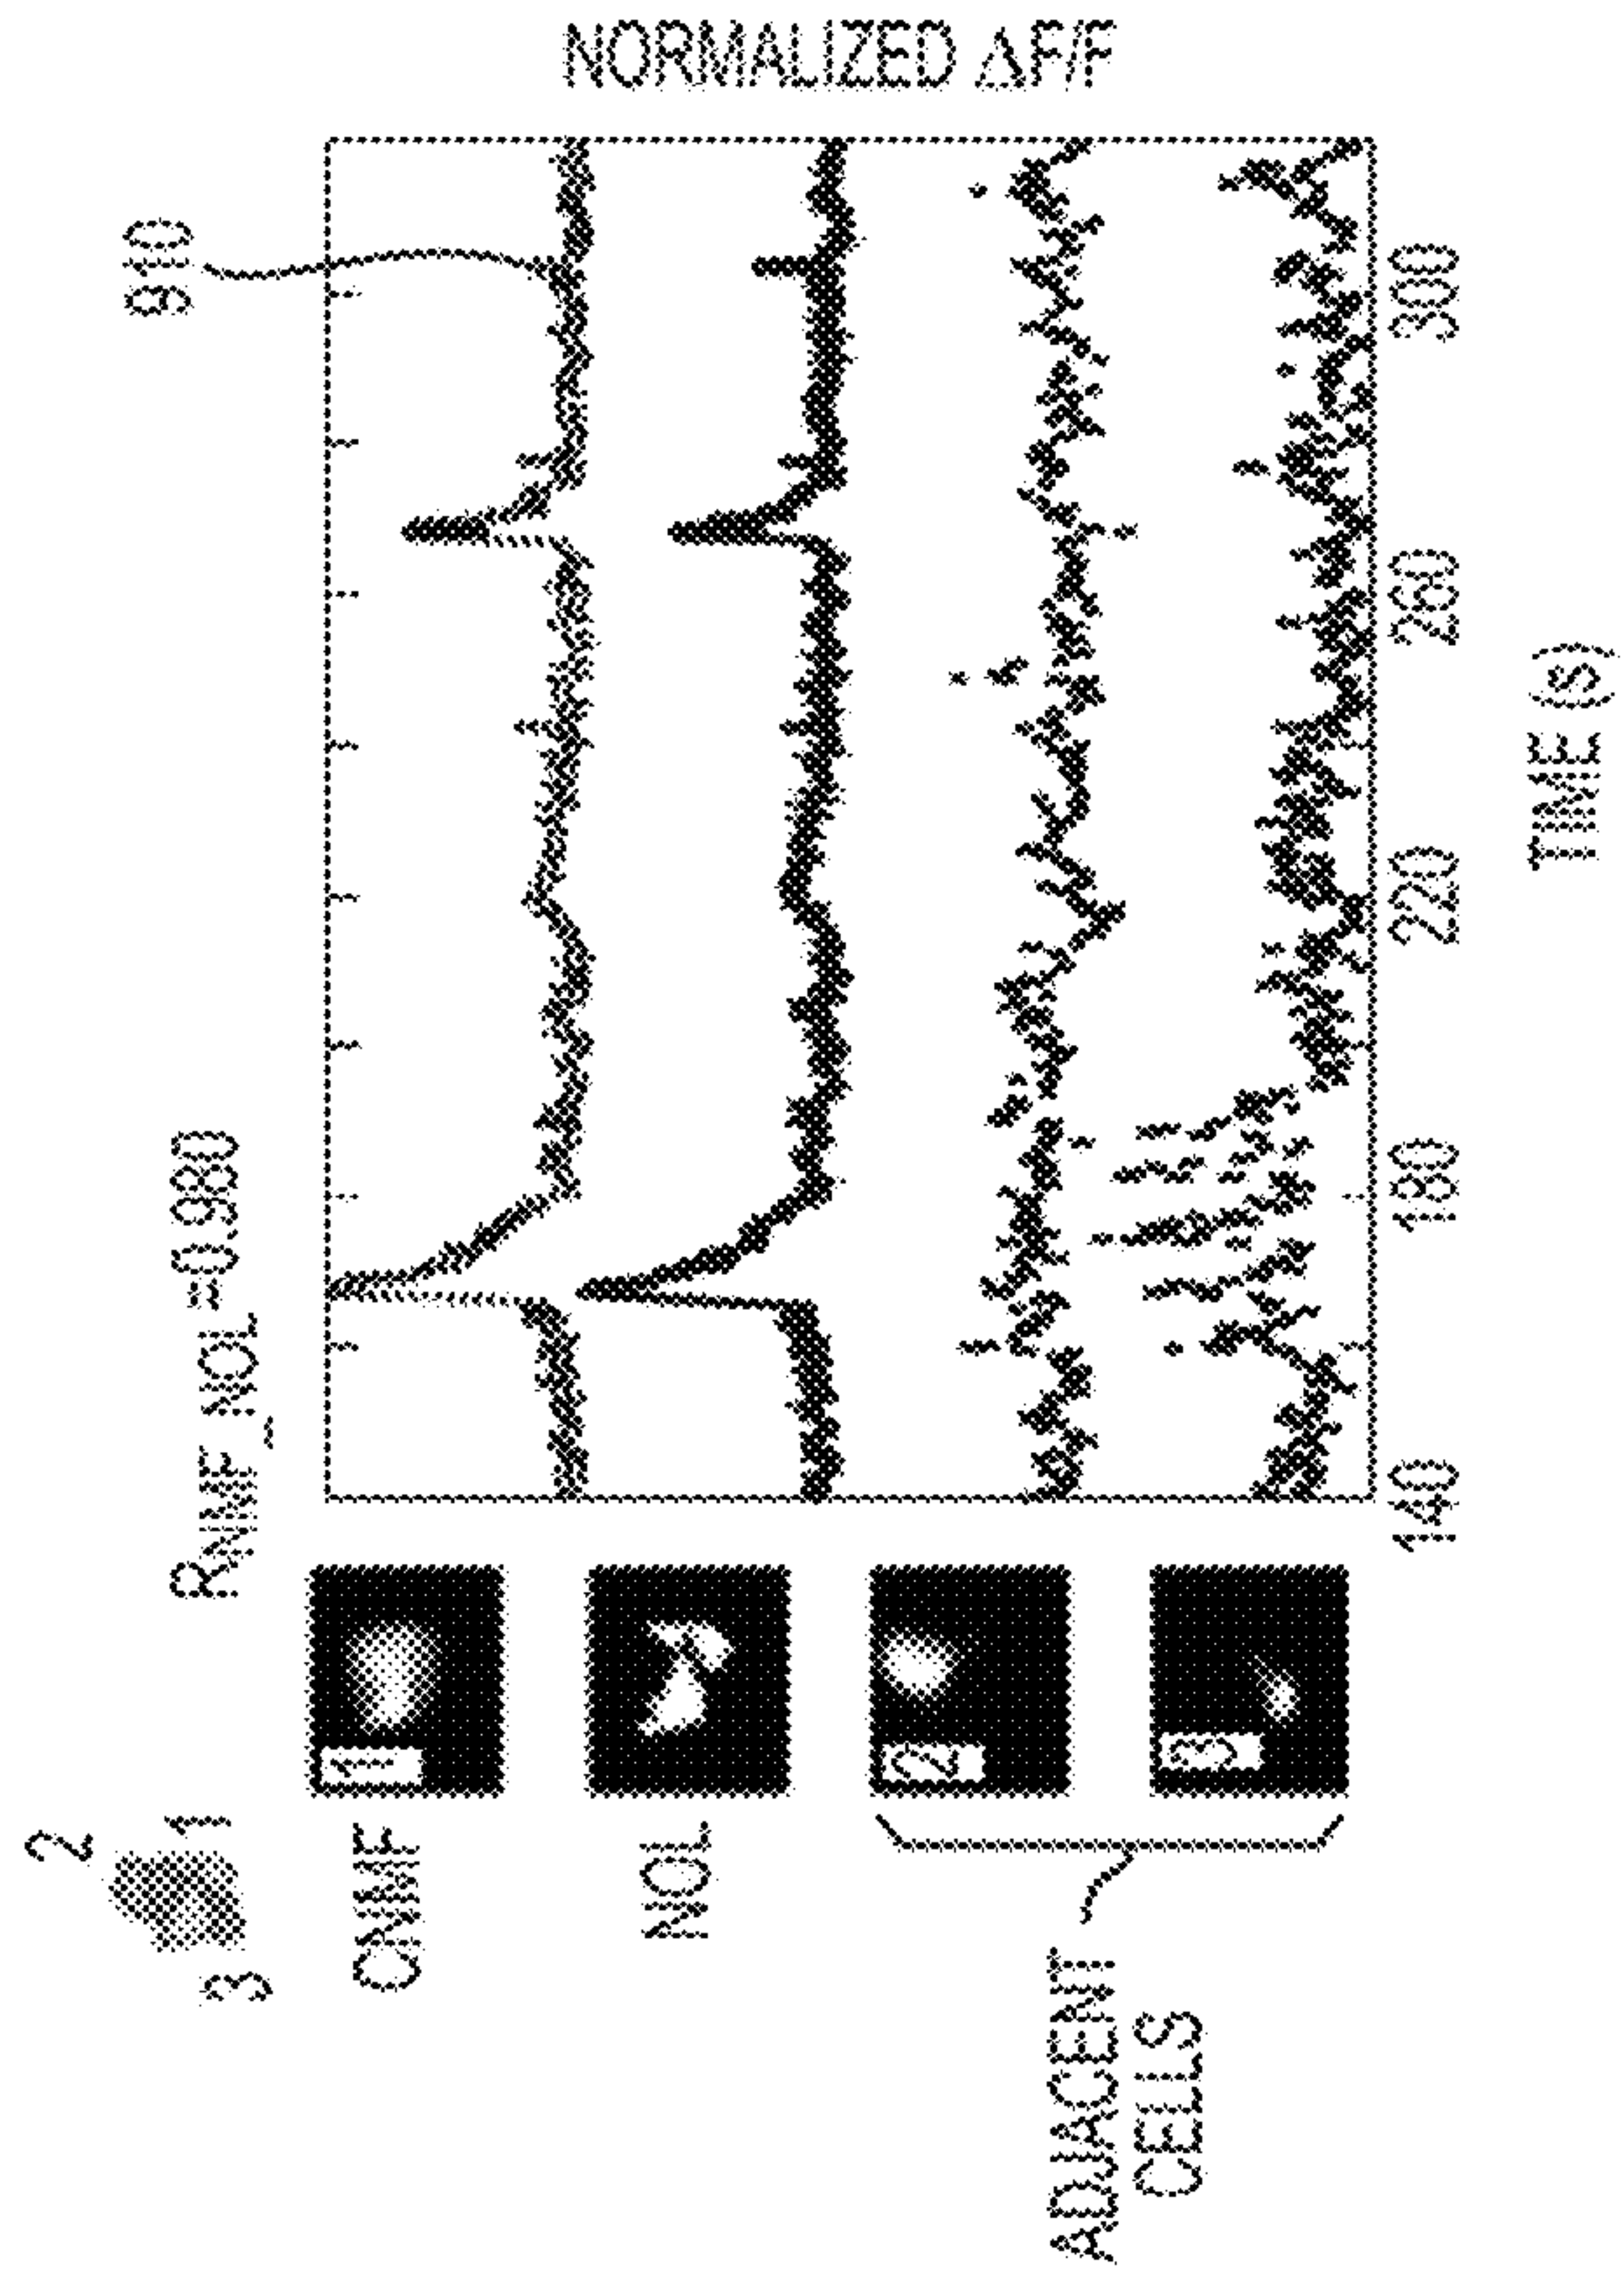 2
3 1
R_NMF_NOL =0.980
910
CNMF
1
NOL
ADJACENT
CELLS
2
3
140 180 220 260 300
TIME (s)
NORMALIZED ΔF/F